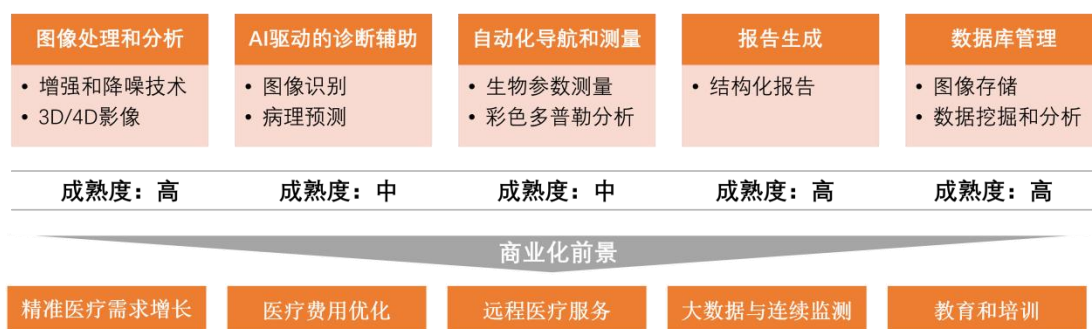 图像处理和分析
• 增强和降噪技术
• 3D/4D影像
AI驱动的诊断辅助
• 图像识别
• 病理预测
自动化导航和测量
• 生物参数测量
• 彩色多普勒分析
报告生成
• 结构化报告
数据库管理
• 图像存储
• 数据挖掘和分析
成熟度：高
成熟度：中
成熟度：中
成熟度：高
成熟度：高
商业化前景
精准医疗需求增长
医疗费用优化
远程医疗服务
大数据与连续监测
教育和培训